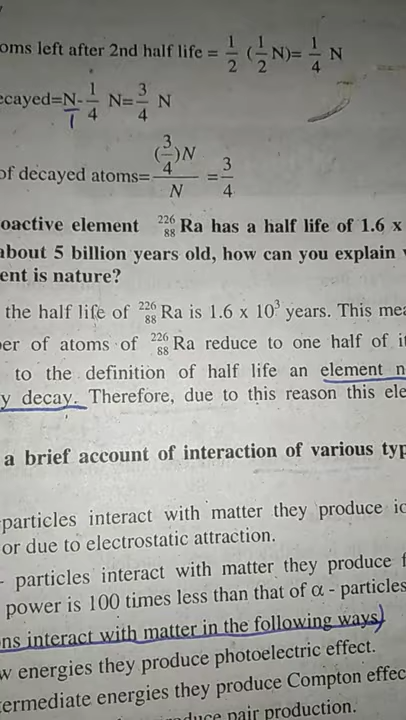 oms left after 2nd half life = 1/2 (1/2 N)= 1/4 N
ecayed=N-1/4 N=3/4 N
of decayed atoms=(3/4)N/N =3/4
oactive element ²²⁶₈₈Ra has a half life of 1.6 x
about 5 billion years old, how can you explain
ent is nature?
the half life of ²²⁶₈₈Ra is 1.6 x 10³ years. This mea
er of atoms of ²²⁶₈₈Ra reduce to one half of it
to the definition of half life an element n
y decay. Therefore, due to this reason this ele
a brief account of interaction of various typ
particles interact with matter they produce io
or due to electrostatic attraction.
- particles interact with matter they produce f
power is 100 times less than that of α - particles
ns interact with matter in the following ways)
w energies they produce photoelectric effect.
termediate energies they produce Compton effec
duce pair production.